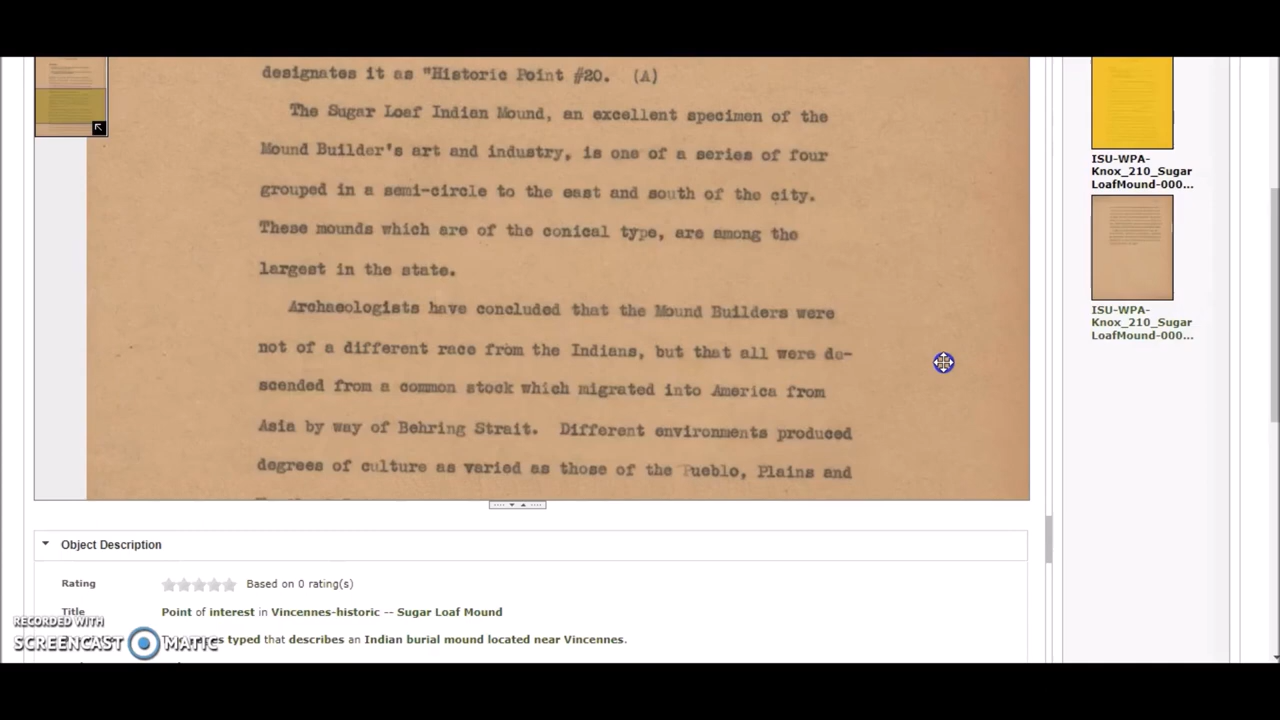 designates it as "Historic Point #20. (A)
The Sugar Loaf Indian Mound, an excellent specimen of the
Mound Builder's art and industry, is one of a series of four
grouped in a semi-circle to the east and south of the city.
These mounds which are of the conical type, are among the
largest in the state.
Archaeologists have concluded that the Mound Builders were
not of a different race from the Indians, but that all were de-
scended from a common stock which migrated into America from
Asia by way of Behring Strait. Different environments produced
degrees of culture as varied as those of the Pueblo, Plains and
ISU-WPA-
Knox_210_Sugar
LoafMound-000...
ISU-WPA-
Knox_210_Sugar
LoafMound-000...
Object Description
Rating Based on 0 rating(s)
Title Point of interest in Vincennes-historic -- Sugar Loaf Mound
typed that describes an Indian burial mound located near Vincennes.
RECORDED WITH
SCREENCAST MATIC